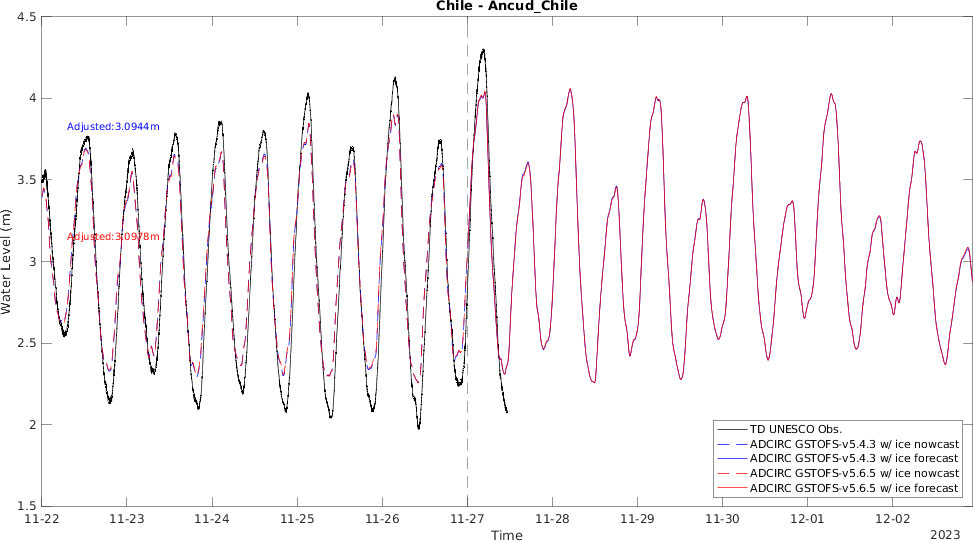 Chile - Ancud_Chile
4.5
4
3.5
3
2.5
2
1.5
Water Level (m)
Adjusted:3.0944m
Adjusted:3.0978m
TD UNESCO Obs.
ADCIRC GSTOFS-v5.4.3 w/ ice nowcast
ADCIRC GSTOFS-v5.4.3 w/ ice forecast
ADCIRC GSTOFS-v5.6.5 w/ ice nowcast
ADCIRC GSTOFS-v5.6.5 w/ ice forecast
11-22 11-23 11-24 11-25 11-26 11-27 11-28 11-29 11-30 12-01 12-02
Time
2023